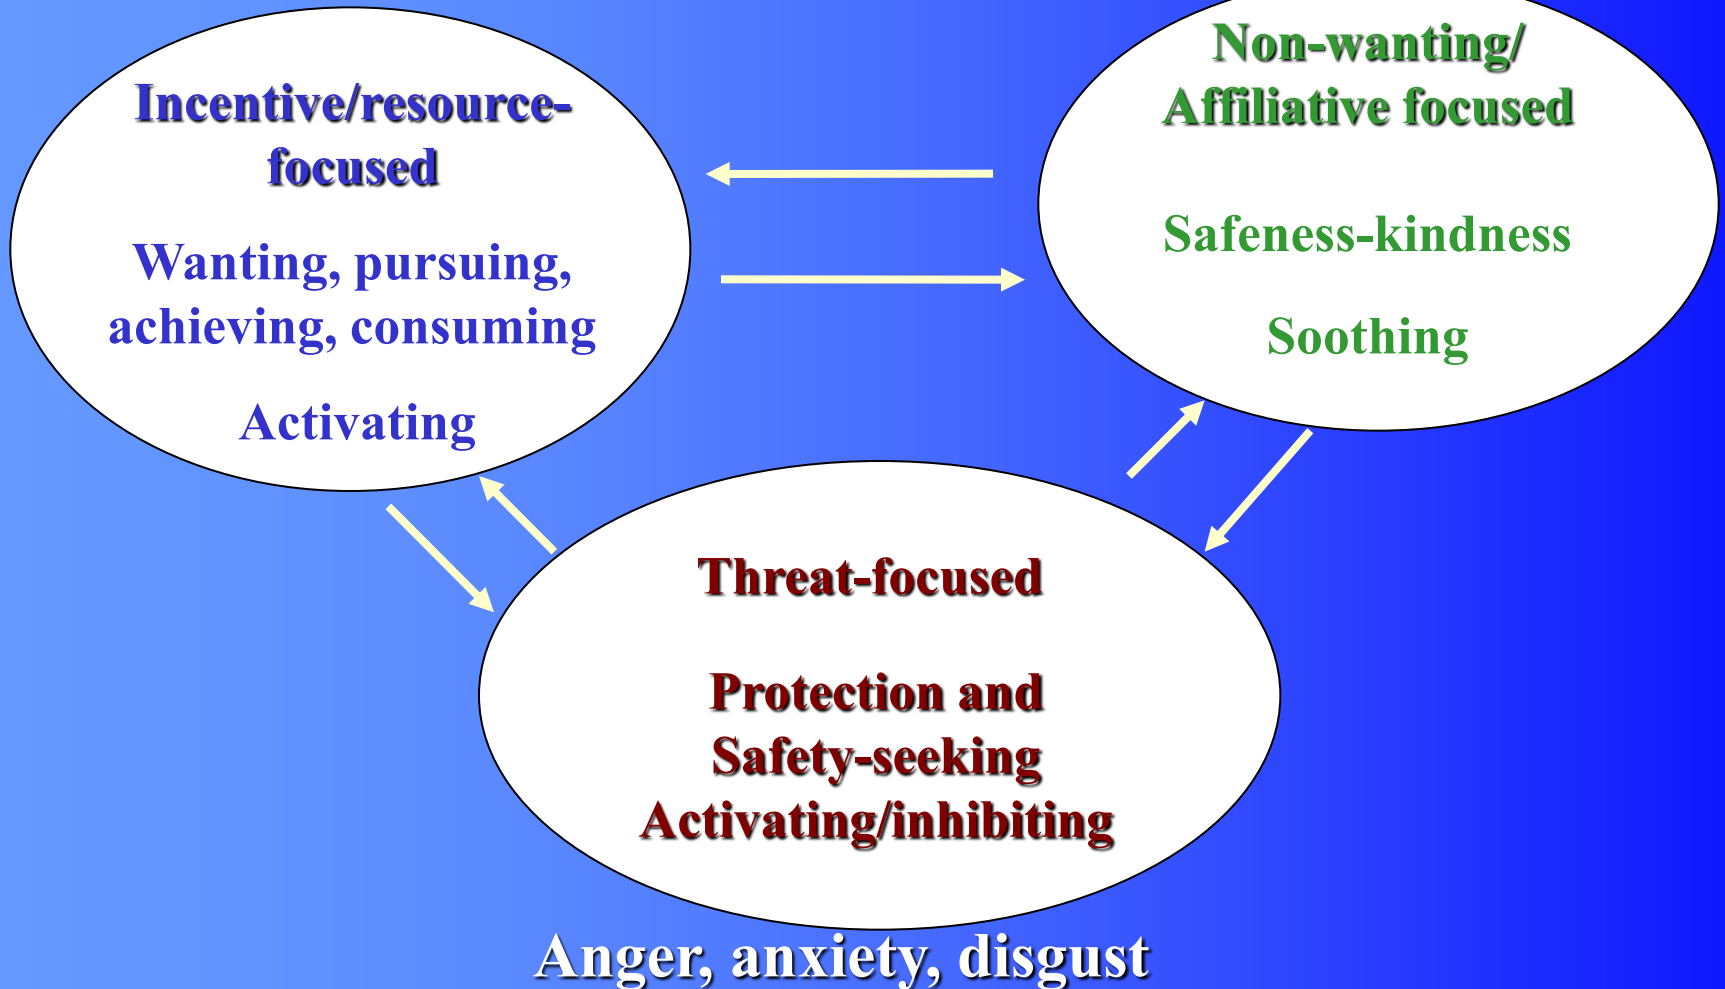 Incentive/resource-
focused
Wanting, pursuing,
achieving, consuming
Activating
Non-wanting/
Affiliative focused
Safeness-kindness
Soothing
Threat-focused
Protection and
Safety-seeking
Activating/inhibiting
Anger, anxiety, disgust